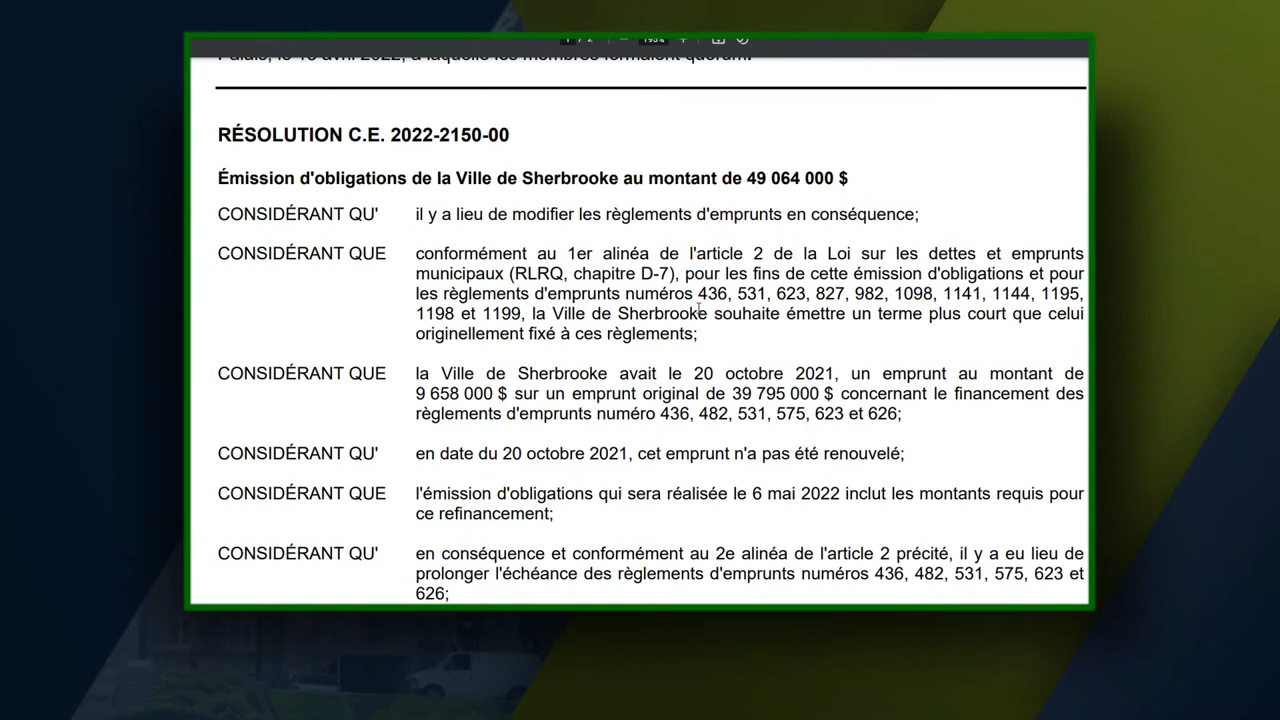 Palais, le 13 avril 2022, à laquelle les membres formaient quorum.
RÉSOLUTION C.E. 2022-2150-00
Émission d'obligations de la Ville de Sherbrooke au montant de 49 064 000 $
CONSIDÉRANT QU' il y a lieu de modifier les règlements d'emprunts en conséquence;
CONSIDÉRANT QUE conformément au 1er alinéa de l'article 2 de la Loi sur les dettes et emprunts
municipaux (RLRQ, chapitre D-7), pour les fins de cette émission d'obligations et pour
les règlements d'emprunts numéros 436, 531, 623, 827, 982, 1098, 1141, 1144, 1195,
1198 et 1199, la Ville de Sherbrooke souhaite émettre un terme plus court que celui
originellement fixé à ces règlements;
CONSIDÉRANT QUE la Ville de Sherbrooke avait le 20 octobre 2021, un emprunt au montant de
9 658 000 $ sur un emprunt original de 39 795 000 $ concernant le financement des
règlements d'emprunts numéro 436, 482, 531, 575, 623 et 626;
CONSIDÉRANT QU' en date du 20 octobre 2021, cet emprunt n'a pas été renouvelé;
CONSIDÉRANT QUE l'émission d'obligations qui sera réalisée le 6 mai 2022 inclut les montants requis pour
ce refinancement;
CONSIDÉRANT QU' en conséquence et conformément au 2e alinéa de l'article 2 précité, il y a eu lieu de
prolonger l'échéance des règlements d'emprunts numéros 436, 482, 531, 575, 623 et
626;